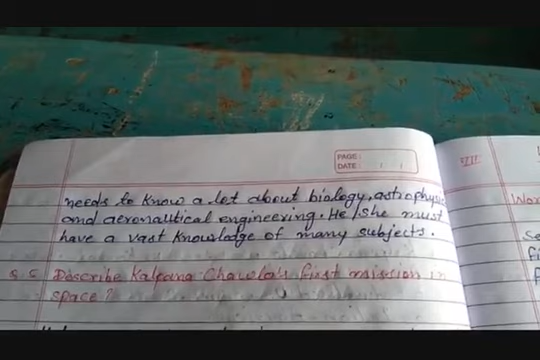 PAGE:
DATE: / /
needs to know a lot about biology, astrophysic
and aeronautical engineering. He/She must
have a vast knowledge of many subjects.
Describe Kalpana Chawla's first mission in
space?